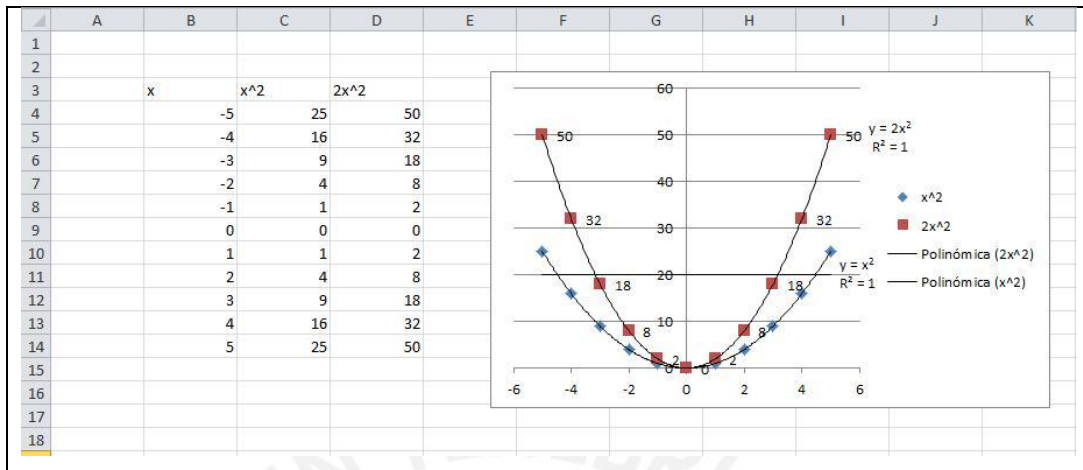 A B C D E F G H I J K
1
2
3 x x^2 2x^2
4 -5 25 50
5 -4 16 32
6 -3 9 18
7 -2 4 8
8 -1 1 2
9 0 0 0
10 1 1 2
11 2 4 8
12 3 9 18
13 4 16 32
14 5 25 50
15
16
17
18
60
50 50 50 y = 2x²
R² = 1
40
x^2
32 30 32 2x^2
Polinómica (2x^2)
y = x²
18 20 18 R² = 1 Polinómica (x^2)
10
8 8
2 2
0 0
-6 -4 -2 0 2 4 6